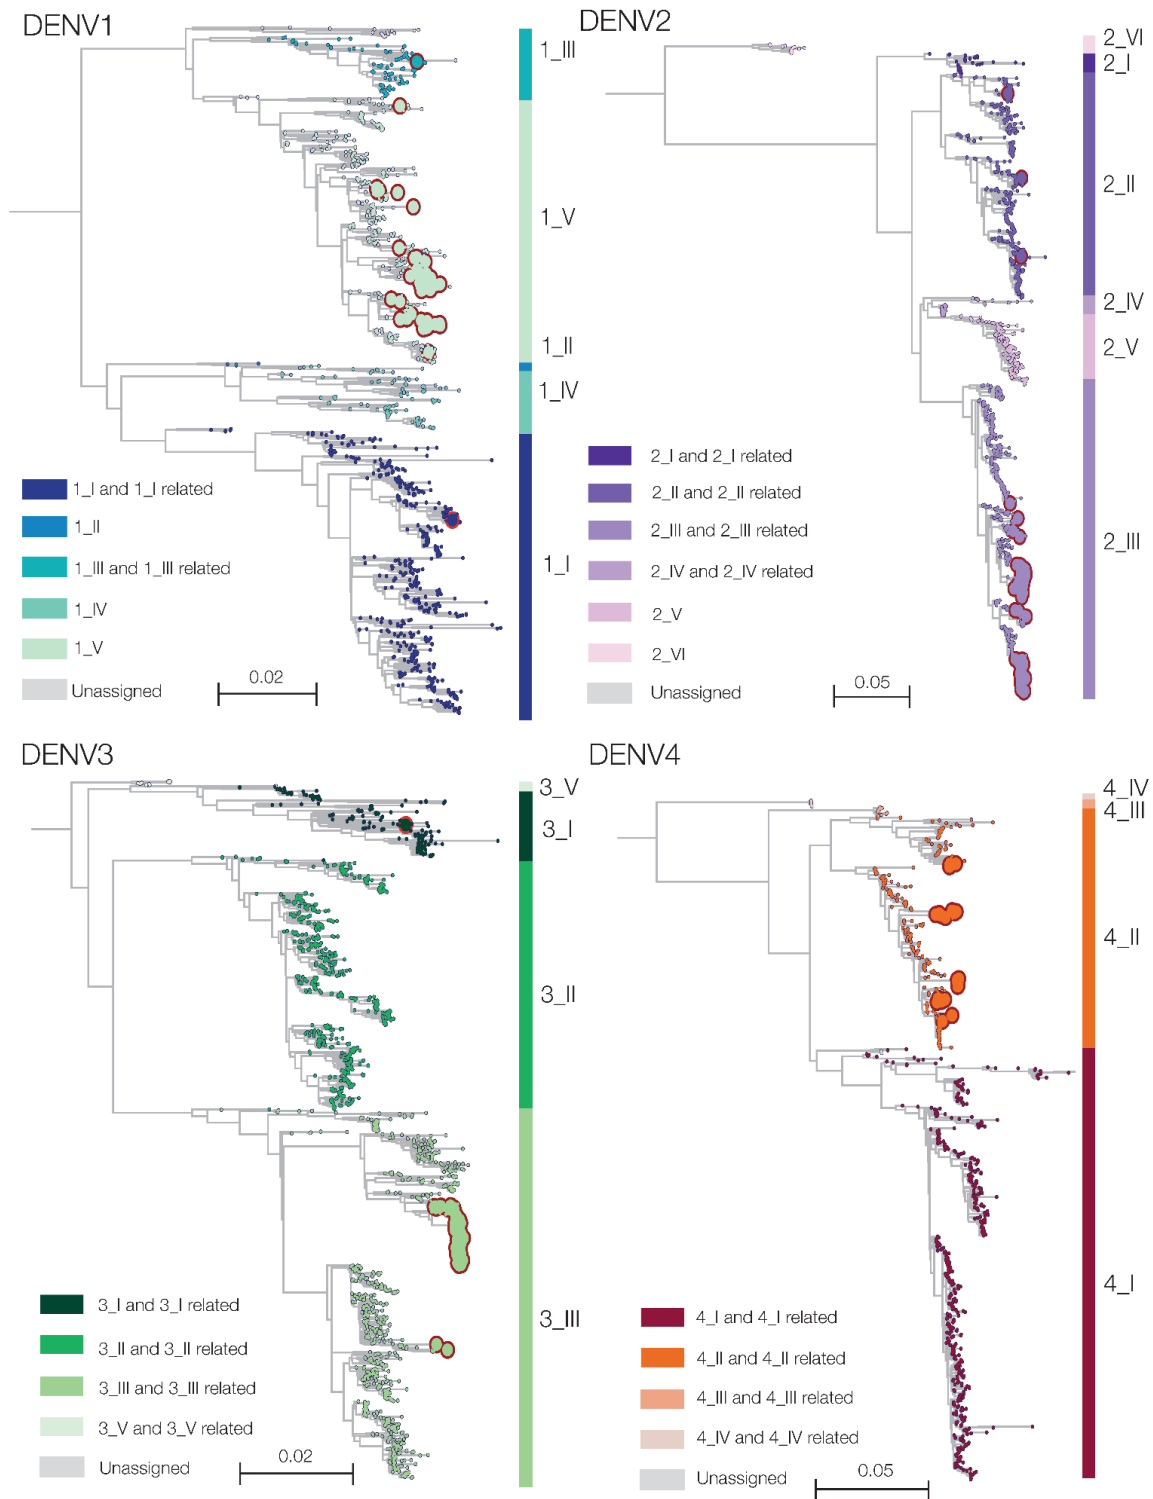 DENV1
1_III
1_V
1_II
1_IV
1_I
1_I and 1_I related
1_II
1_III and 1_III related
1_IV
1_V
Unassigned
0.02
DENV2
2_VI
2_I
2_II
2_IV
2_V
2_III
2_I and 2_I related
2_II and 2_II related
2_III and 2_III related
2_IV and 2_IV related
2_V
2_VI
Unassigned
0.05
DENV3
3_V
3_I
3_II
3_III
3_I and 3_I related
3_II and 3_II related
3_III and 3_III related
3_V and 3_V related
Unassigned
0.02
DENV4
4_IV
4_III
4_II
4_I
4_I and 4_I related
4_II and 4_II related
4_III and 4_III related
4_IV and 4_IV related
Unassigned
0.05